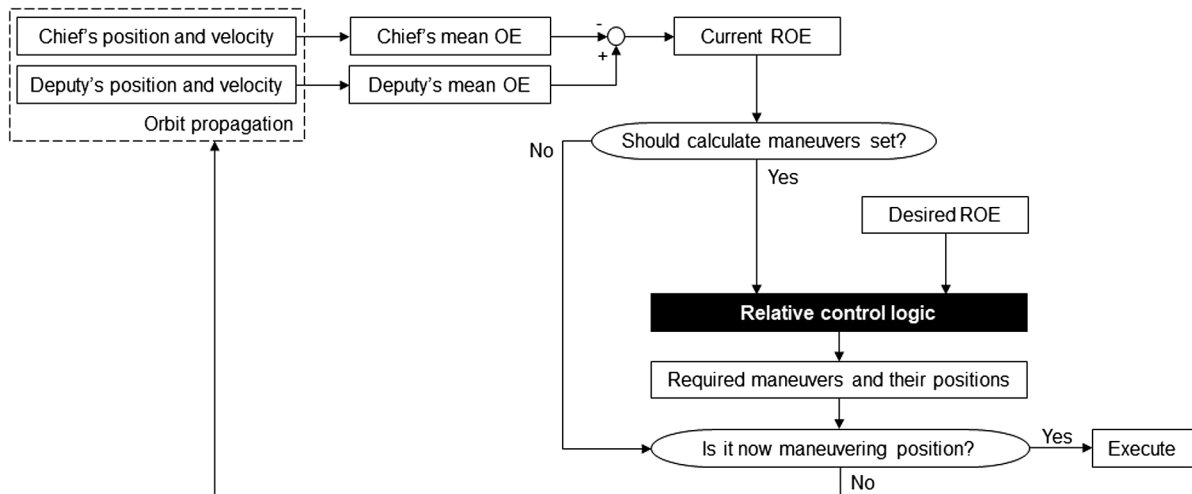 Chief's position and velocity
Chief's mean OE
-
+
Current ROE
Deputy's position and velocity
Deputy's mean OE
Orbit propagation
Should calculate maneuvers set?
No
Yes
Desired ROE
Relative control logic
Required maneuvers and their positions
Is it now maneuvering position?
Yes
Execute
No